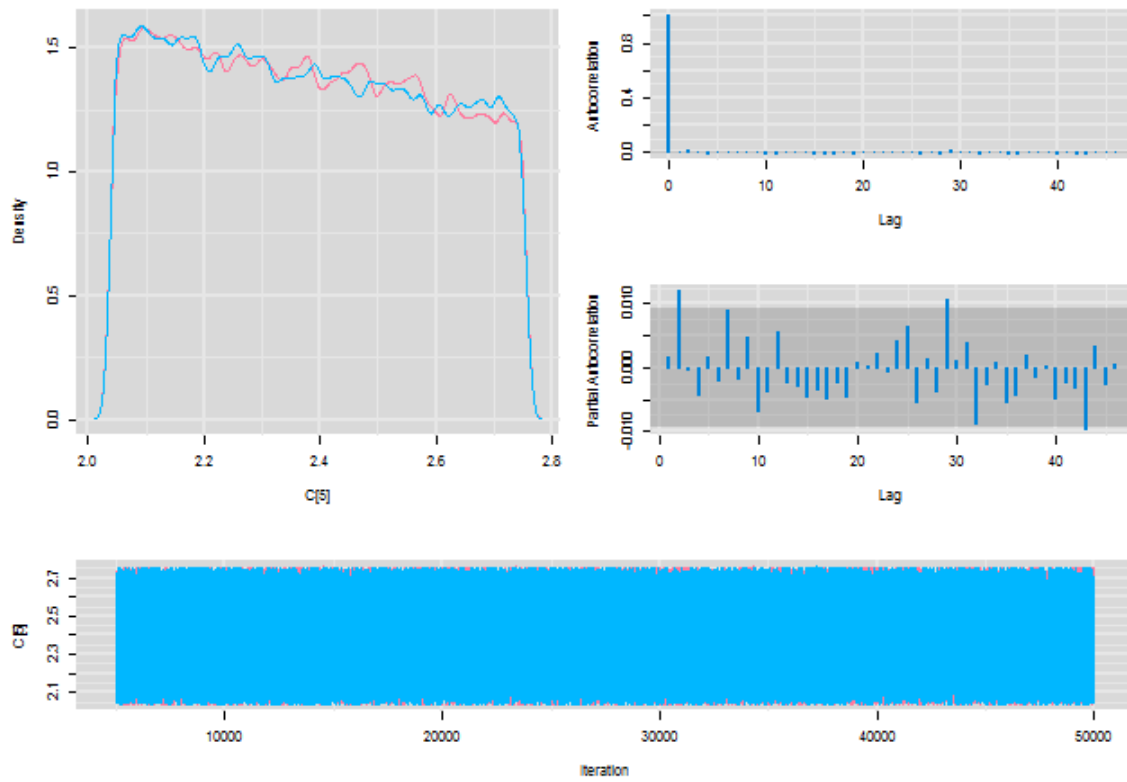 Density
1.5
1.0
0.5
0.0
2.0 2.2 2.4 2.6 2.8
C[5]
Autocorrelation
0.8
0.4
0.0
0 10 20 30 40
Lag
Partial Autocorrelation
0.010
0.000
-0.010
0 10 20 30 40
Lag
C[5]
2.7
2.5
2.3
2.1
10000 20000 30000 40000 50000
Iteration